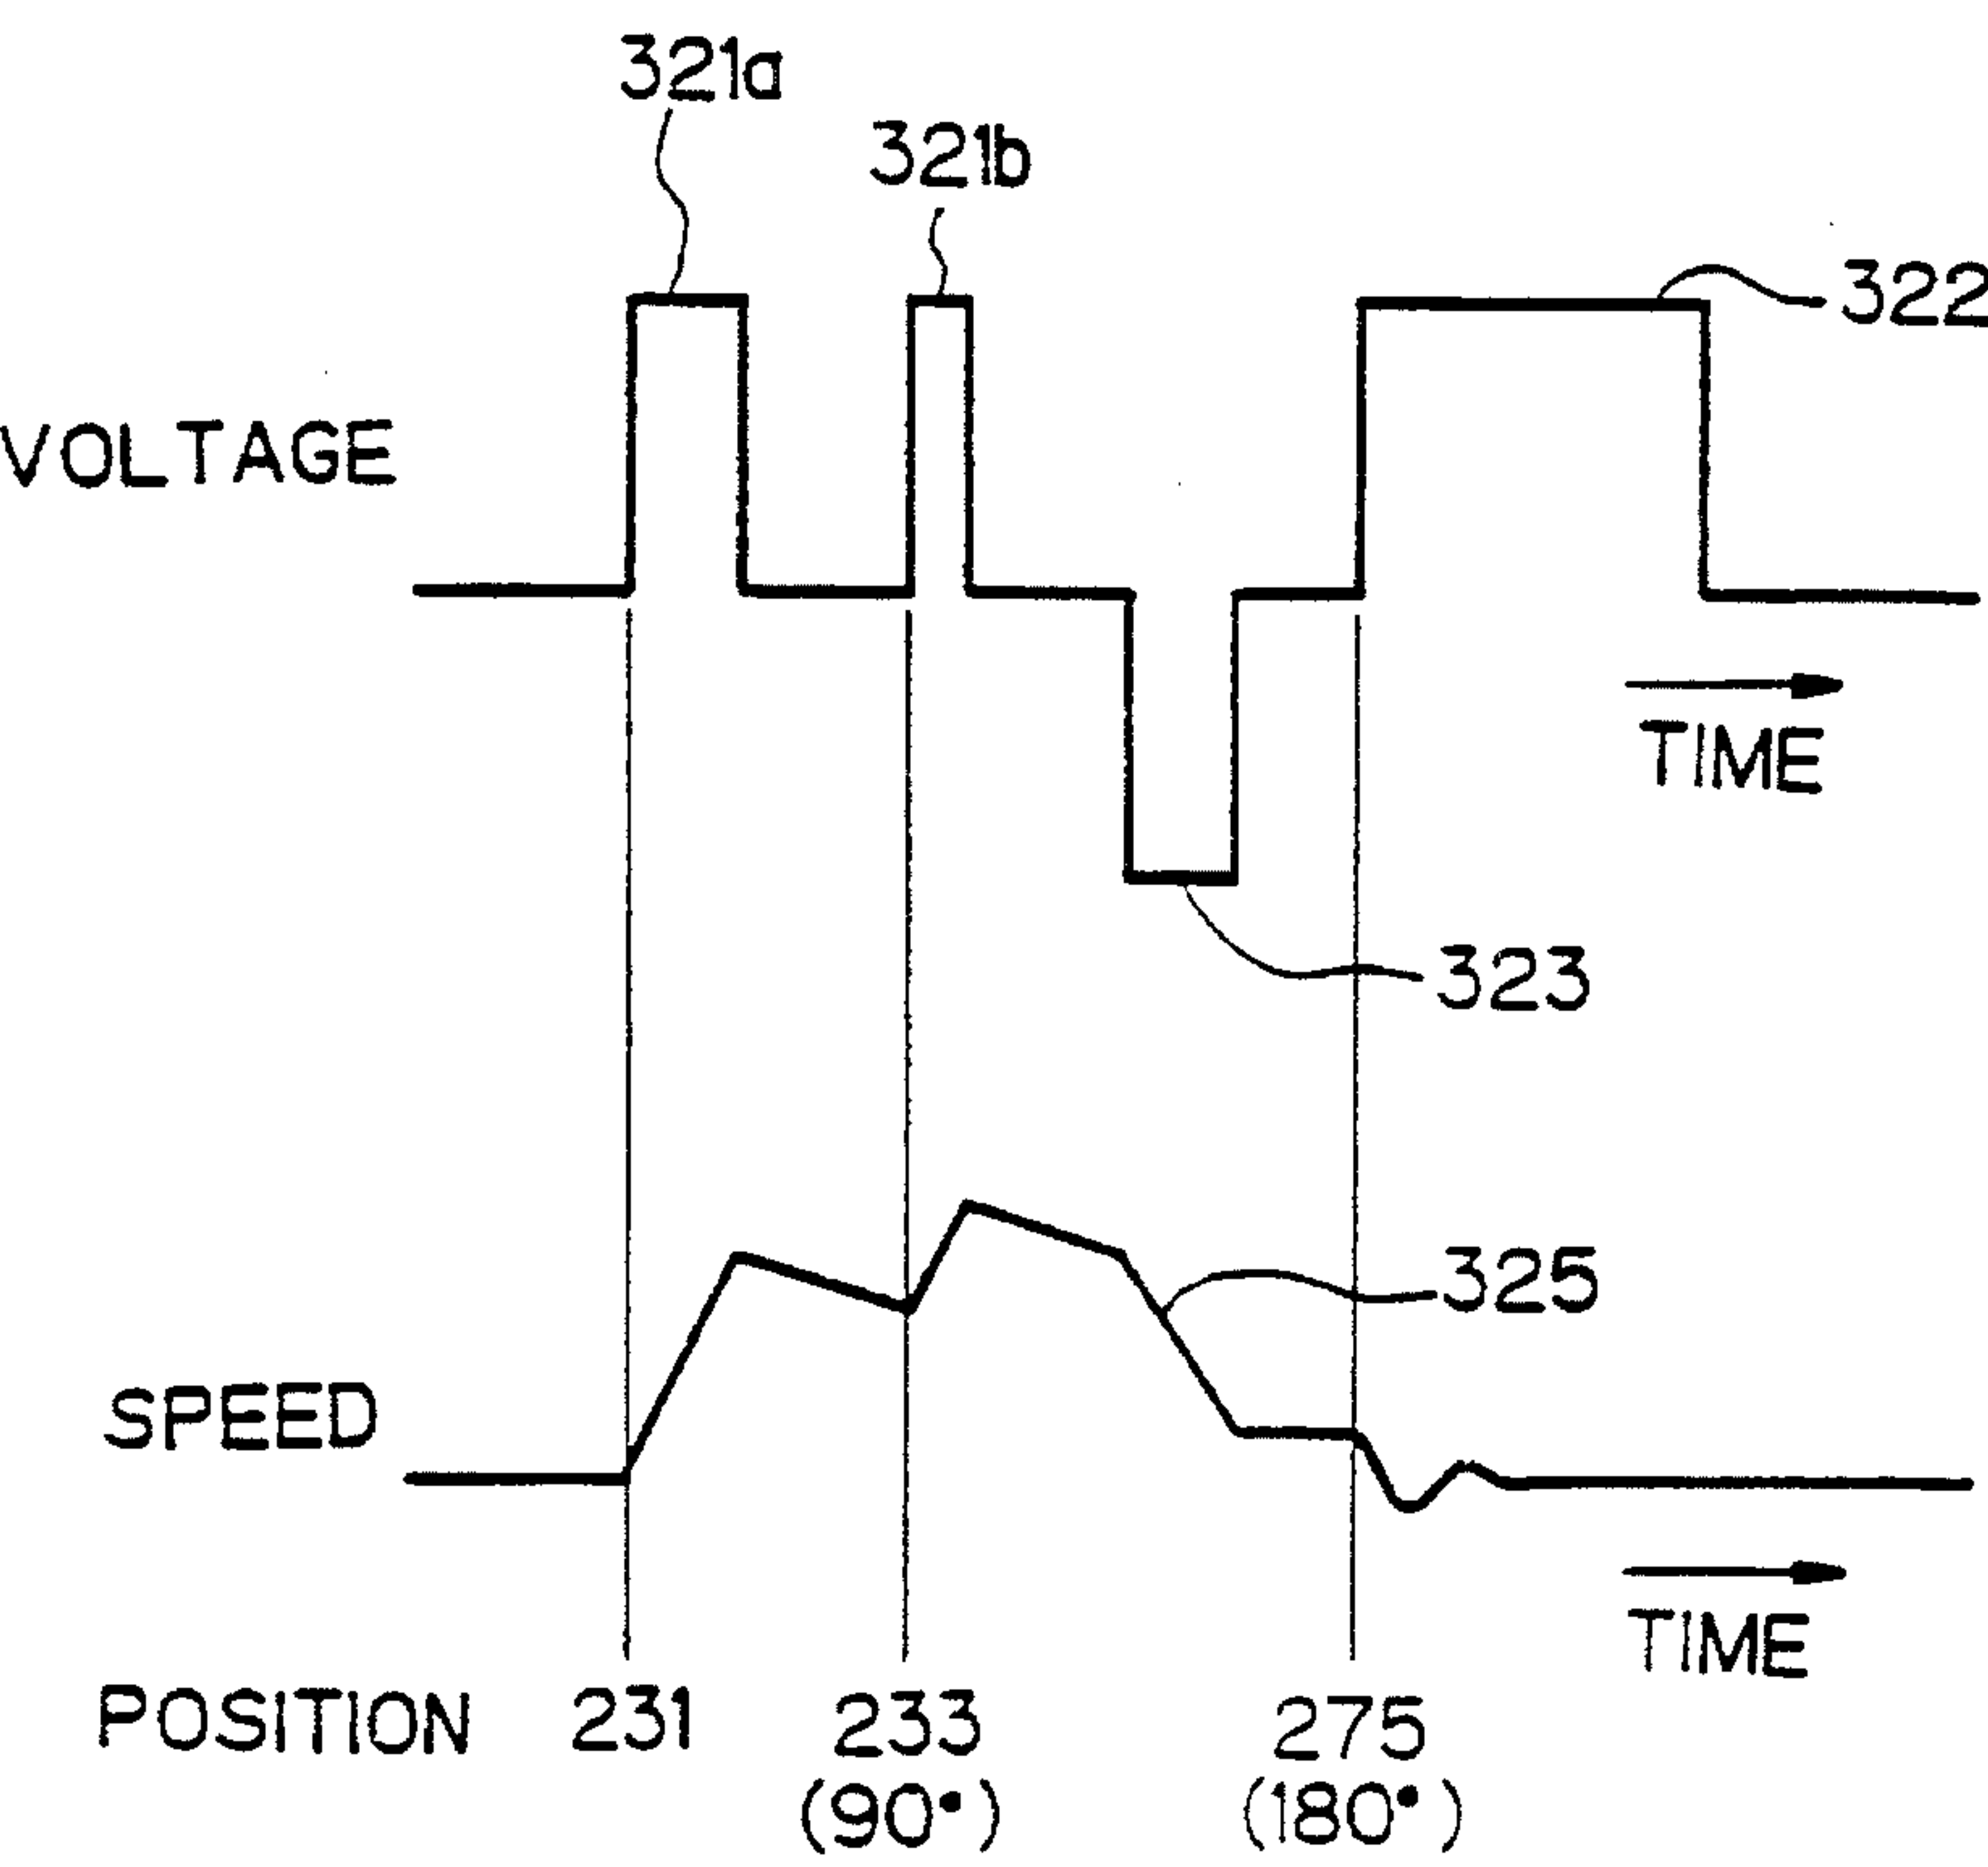 321a
321b
322
VOLTAGE
TIME
323
325
SPEED
TIME
POSITION 231 233 275
(90°) (180°)